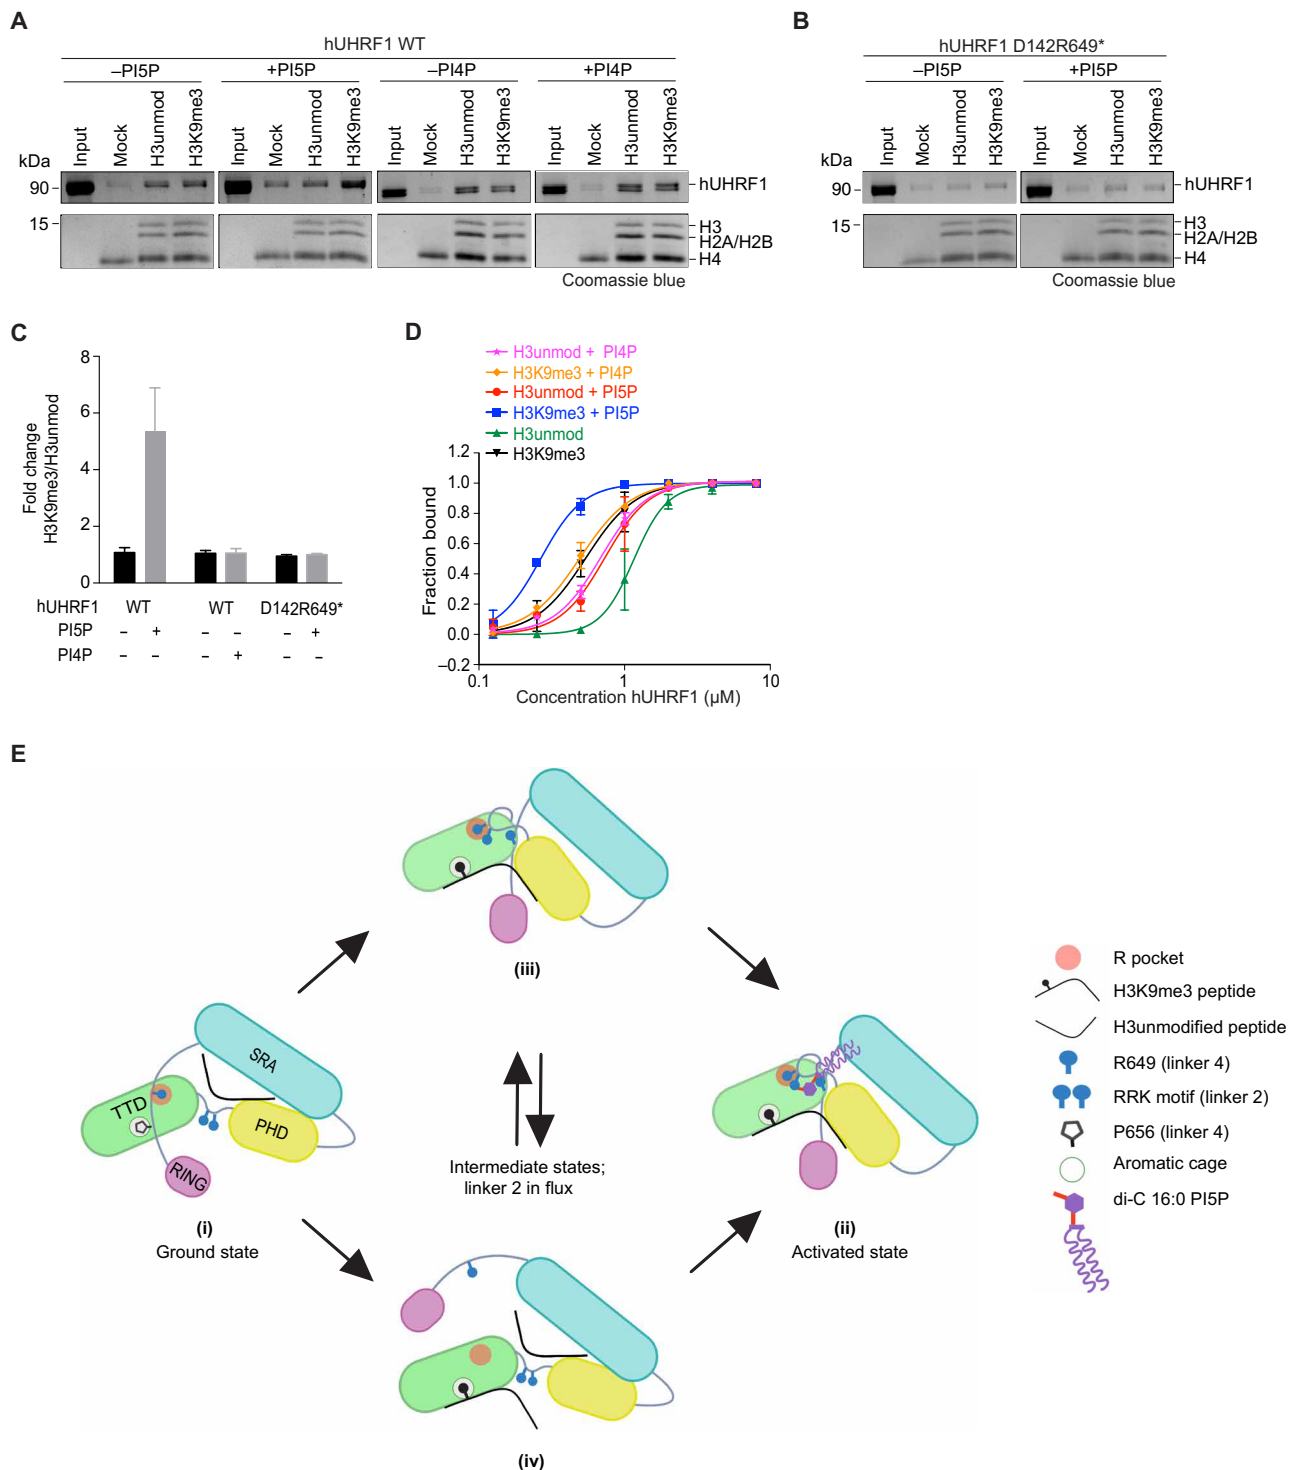 A
hUHRF1 WT
–PI5P +PI5P –PI4P +PI4P
Input Mock H3unmod H3K9me3 Input Mock H3unmod H3K9me3 Input Mock H3unmod H3K9me3 Input Mock H3unmod H3K9me3
kDa
90 hUHRF1
15 H3
H2A/H2B
H4
Coomassie blue
B
hUHRF1 D142R649*
–PI5P +PI5P
Input Mock H3unmod H3K9me3 Input Mock H3unmod H3K9me3
kDa
90 hUHRF1
15 H3
H2A/H2B
H4
Coomassie blue
C
Fold change
H3K9me3/H3unmod
8
6
4
2
0
hUHRF1 WT WT D142R649*
PI5P – + – – – +
PI4P – – – + – –
D
H3unmod + PI4P
H3K9me3 + PI4P
H3unmod + PI5P
H3K9me3 + PI5P
H3unmod
H3K9me3
Fraction bound
1.2
1.0
0.8
0.6
0.4
0.2
0.0
–0.2
0.1 1 10
Concentration hUHRF1 (µM)
E
(iii)
SRA
TTD
PHD
RING
(i)
Ground state
Intermediate states;
linker 2 in flux
(ii)
Activated state
(iv)
R pocket
H3K9me3 peptide
H3unmodified peptide
R649 (linker 4)
RRK motif (linker 2)
P656 (linker 4)
Aromatic cage
di-C 16:0 PI5P